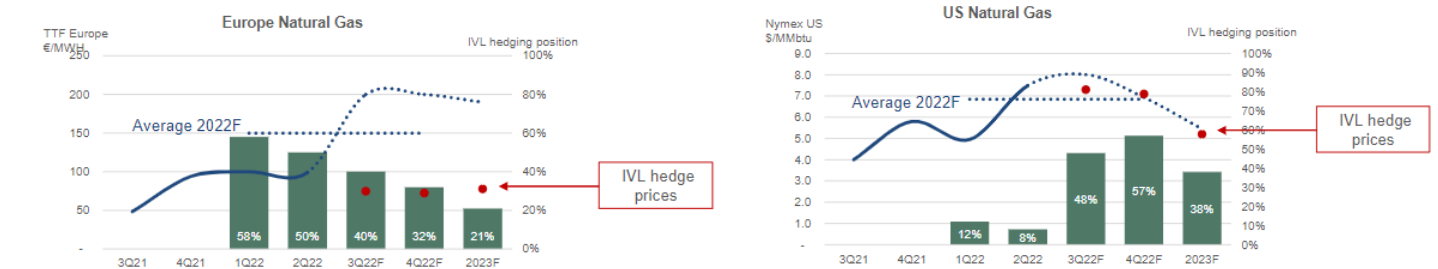 Europe Natural Gas
TTF Europe
€/MWH
IVL hedging position
250
200
150
100
50
-
100%
80%
60%
40%
20%
0%
Average 2022F
58%
50%
40%
32%
21%
3Q21
4Q21
1Q22
2Q22
3Q22F
4Q22F
2023F
IVL hedge
prices
US Natural Gas
Nymex US
$/MMbtu
IVL hedging position
9.0
8.0
7.0
6.0
5.0
4.0
3.0
2.0
1.0
-
100%
90%
80%
70%
60%
50%
40%
30%
20%
10%
0%
Average 2022F
12%
8%
48%
57%
38%
3Q21
4Q21
1Q22
2Q22
3Q22F
4Q22F
2023F
IVL hedge
prices